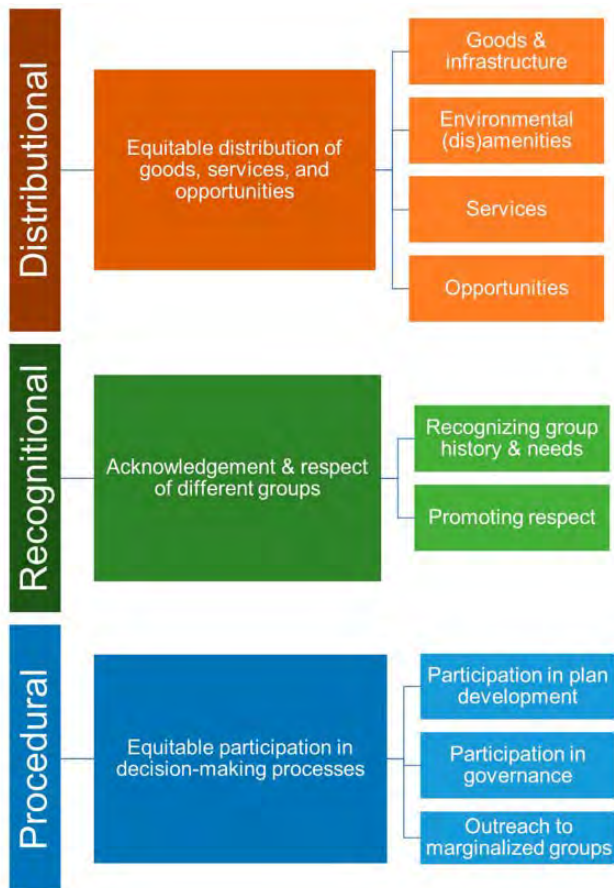 Distributional
Equitable distribution of
goods, services, and
opportunities
Goods &
infrastructure
Environmental
(dis)amenities
Services
Opportunities
Recognitional
Acknowledgement & respect
of different groups
Recognizing group
history & needs
Promoting respect
Procedural
Equitable participation in
decision-making processes
Participation in plan
development
Participation in
governance
Outreach to
marginalized groups